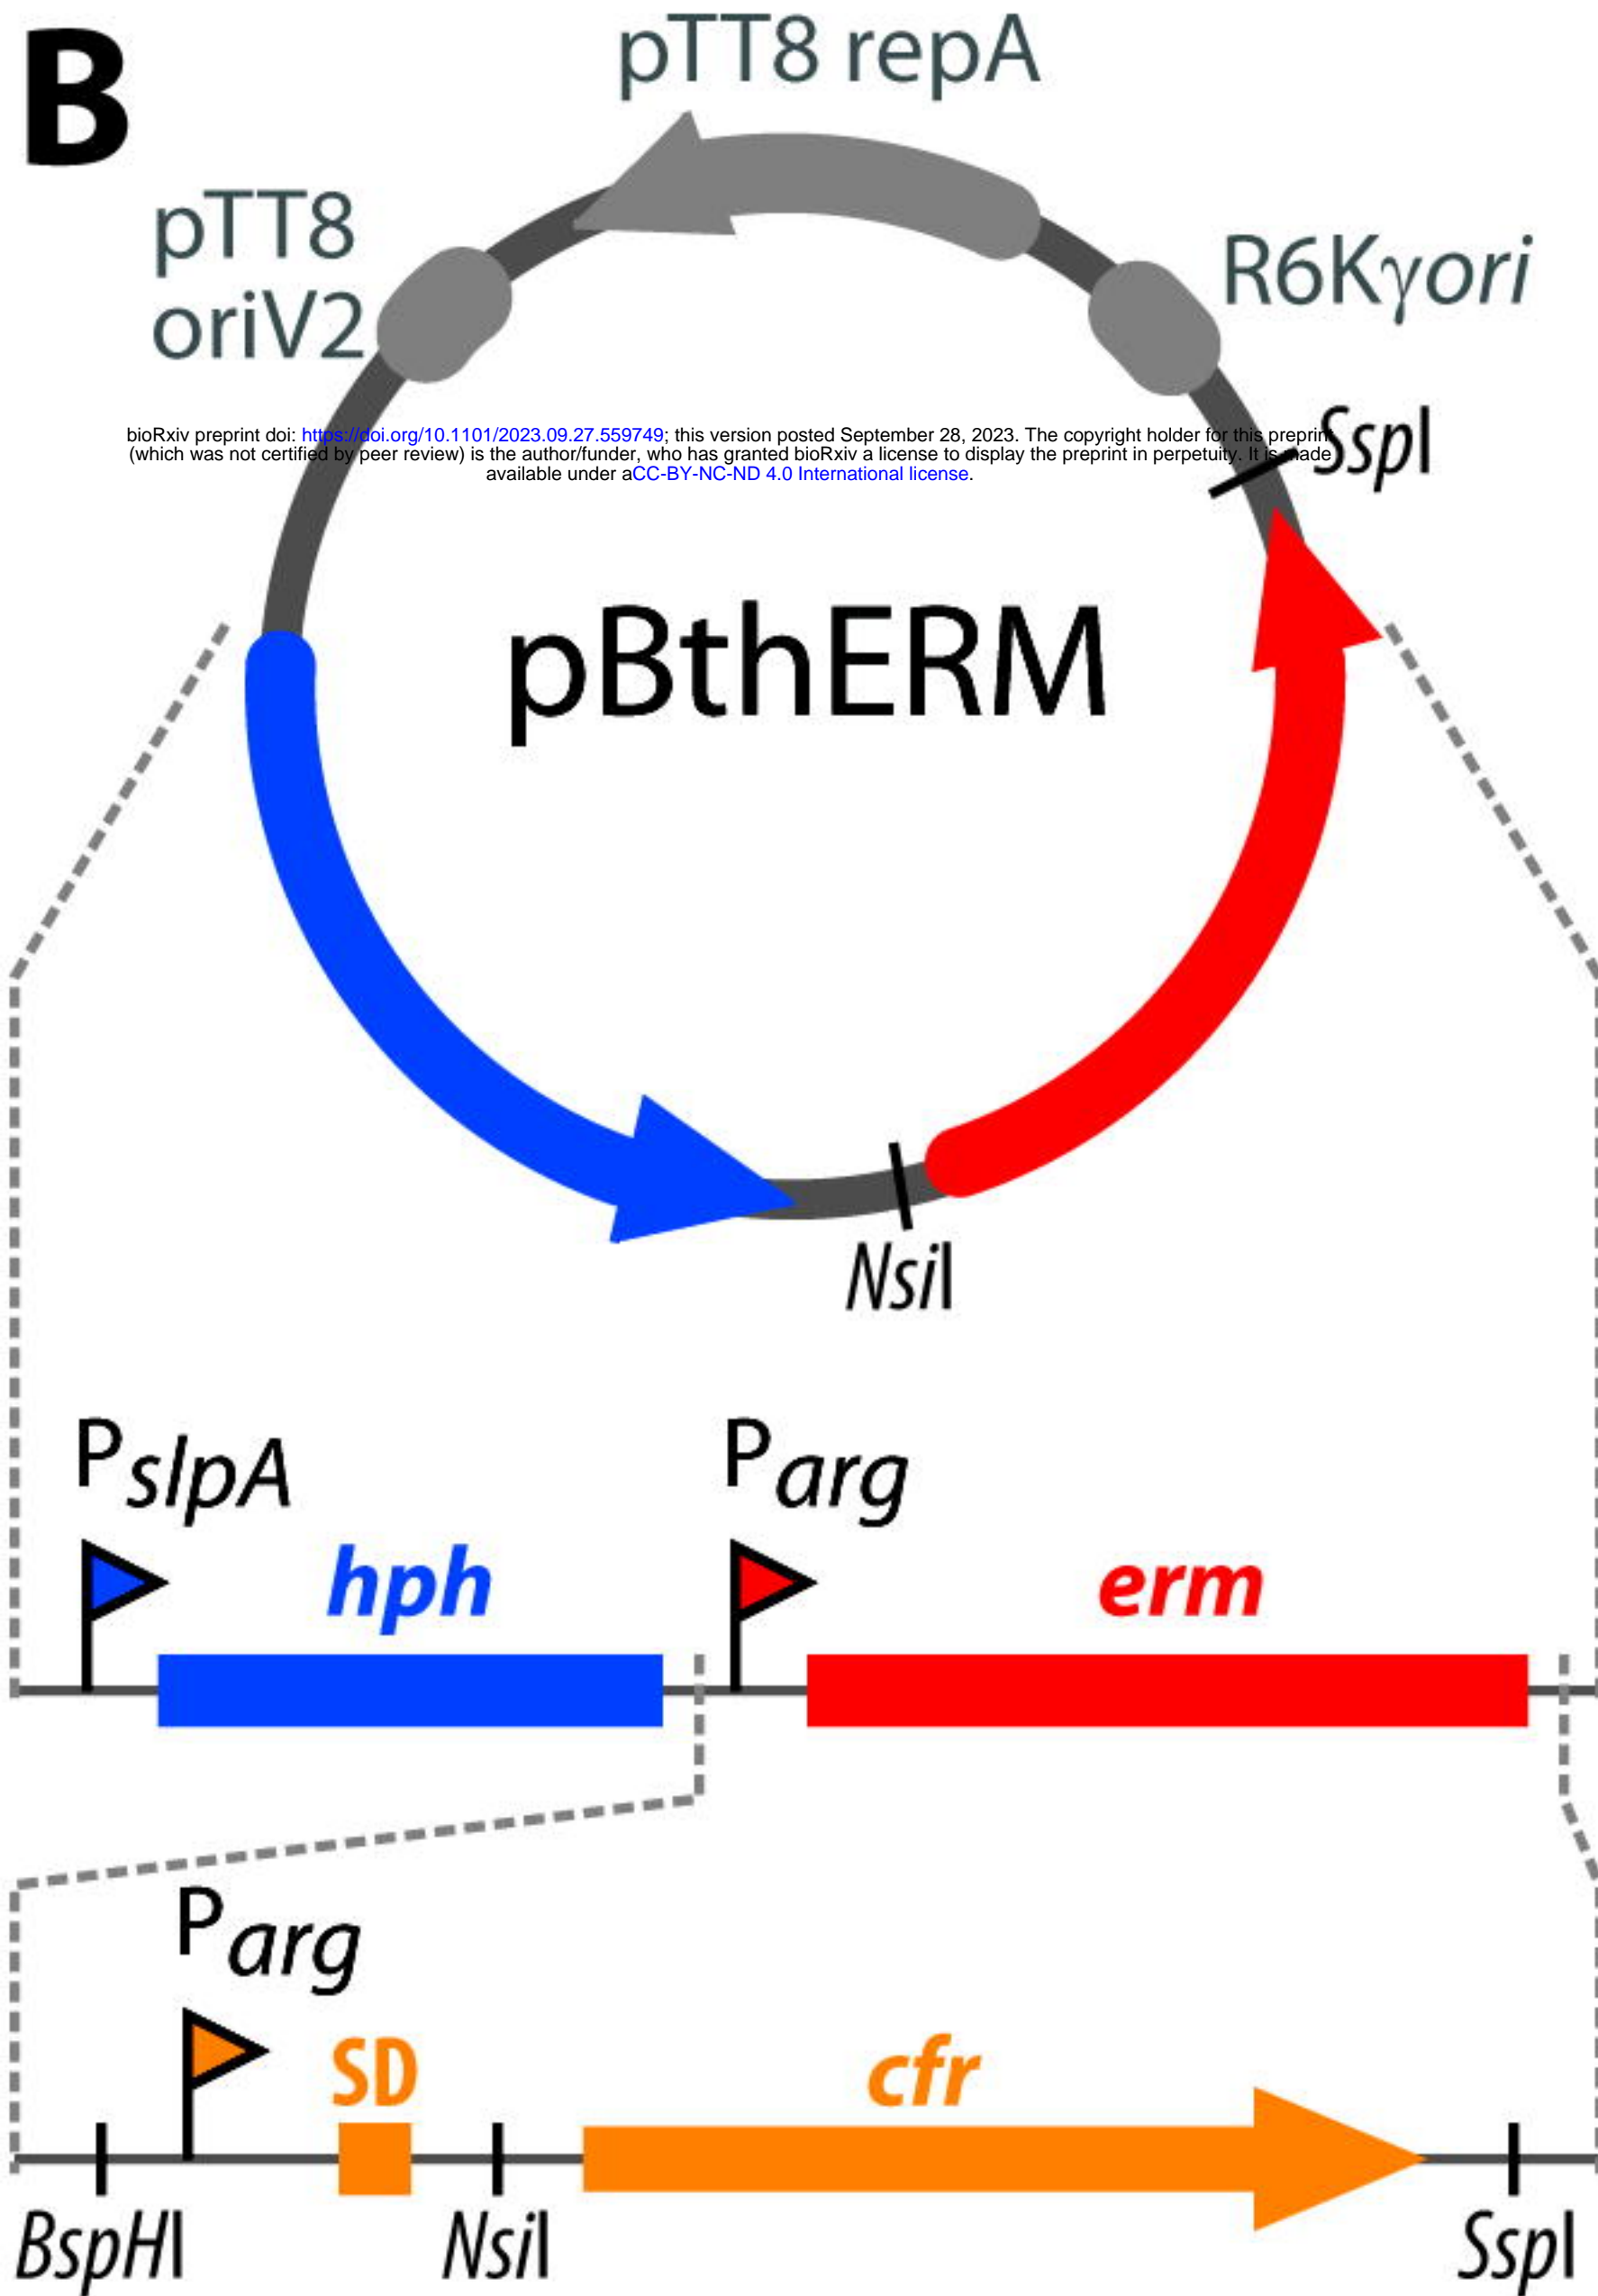 B
pTT8 repA
pTT8
oriV2
R6Kγori
bioRxiv preprint doi: https://doi.org/10.1101/2023.09.27.559749; this version posted September 28, 2023. The copyright holder for this preprint
(which was not certified by peer review) is the author/funder, who has granted bioRxiv a license to display the preprint in perpetuity. It is made
available under aCC-BY-NC-ND 4.0 International license.
SspI
pBthERM
NsiI
PslpA
Parg
hph
erm
Parg
SD
cfr
BspHI
NsiI
SspI